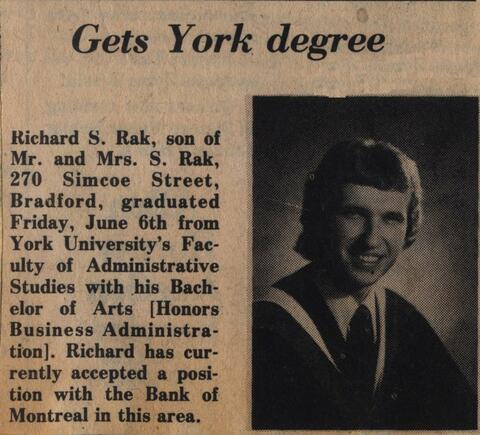 Gets York degree
Richard S. Rak, son of
Mr. and Mrs. S. Rak,
270 Simcoe Street,
Bradford, graduated
Friday, June 6th from
York University's Fac-
ulty of Administrative
Studies with his Bach-
elor of Arts [Honors
Business Administra-
tion]. Richard has cur-
rently accepted a posi-
tion with the Bank of
Montreal in this area.